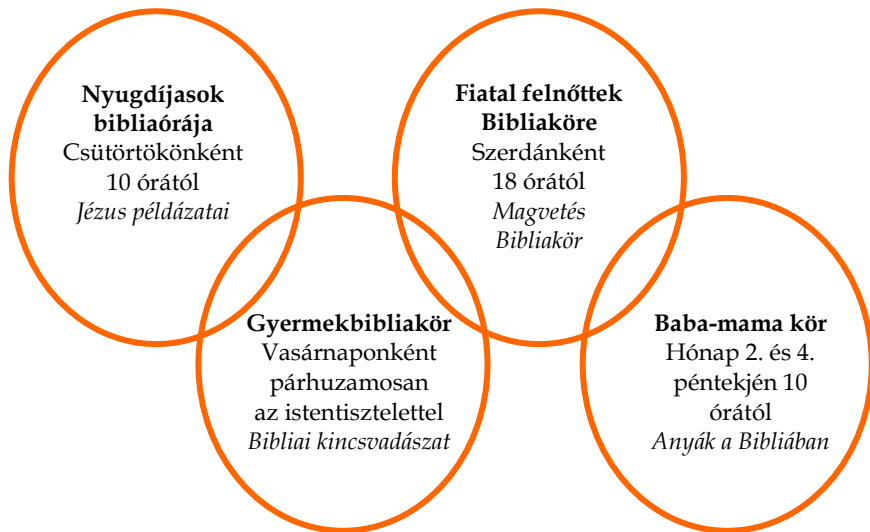 Nyugdíjasok
bibliaórája
Csütörtökönként
10 órától
Jézus példázatai
Fiatal felnőttek
Bibliaköre
Szerdánként
18 órától
Magvetés
Bibliakör
Gyermekbibliakör
Vasárnaponként
párhuzamosan
az istentisztelettel
Bibliai kincsvadászat
Baba-mama kör
Hónap 2. és 4.
péntekjén 10
órától
Anyák a Bibliában